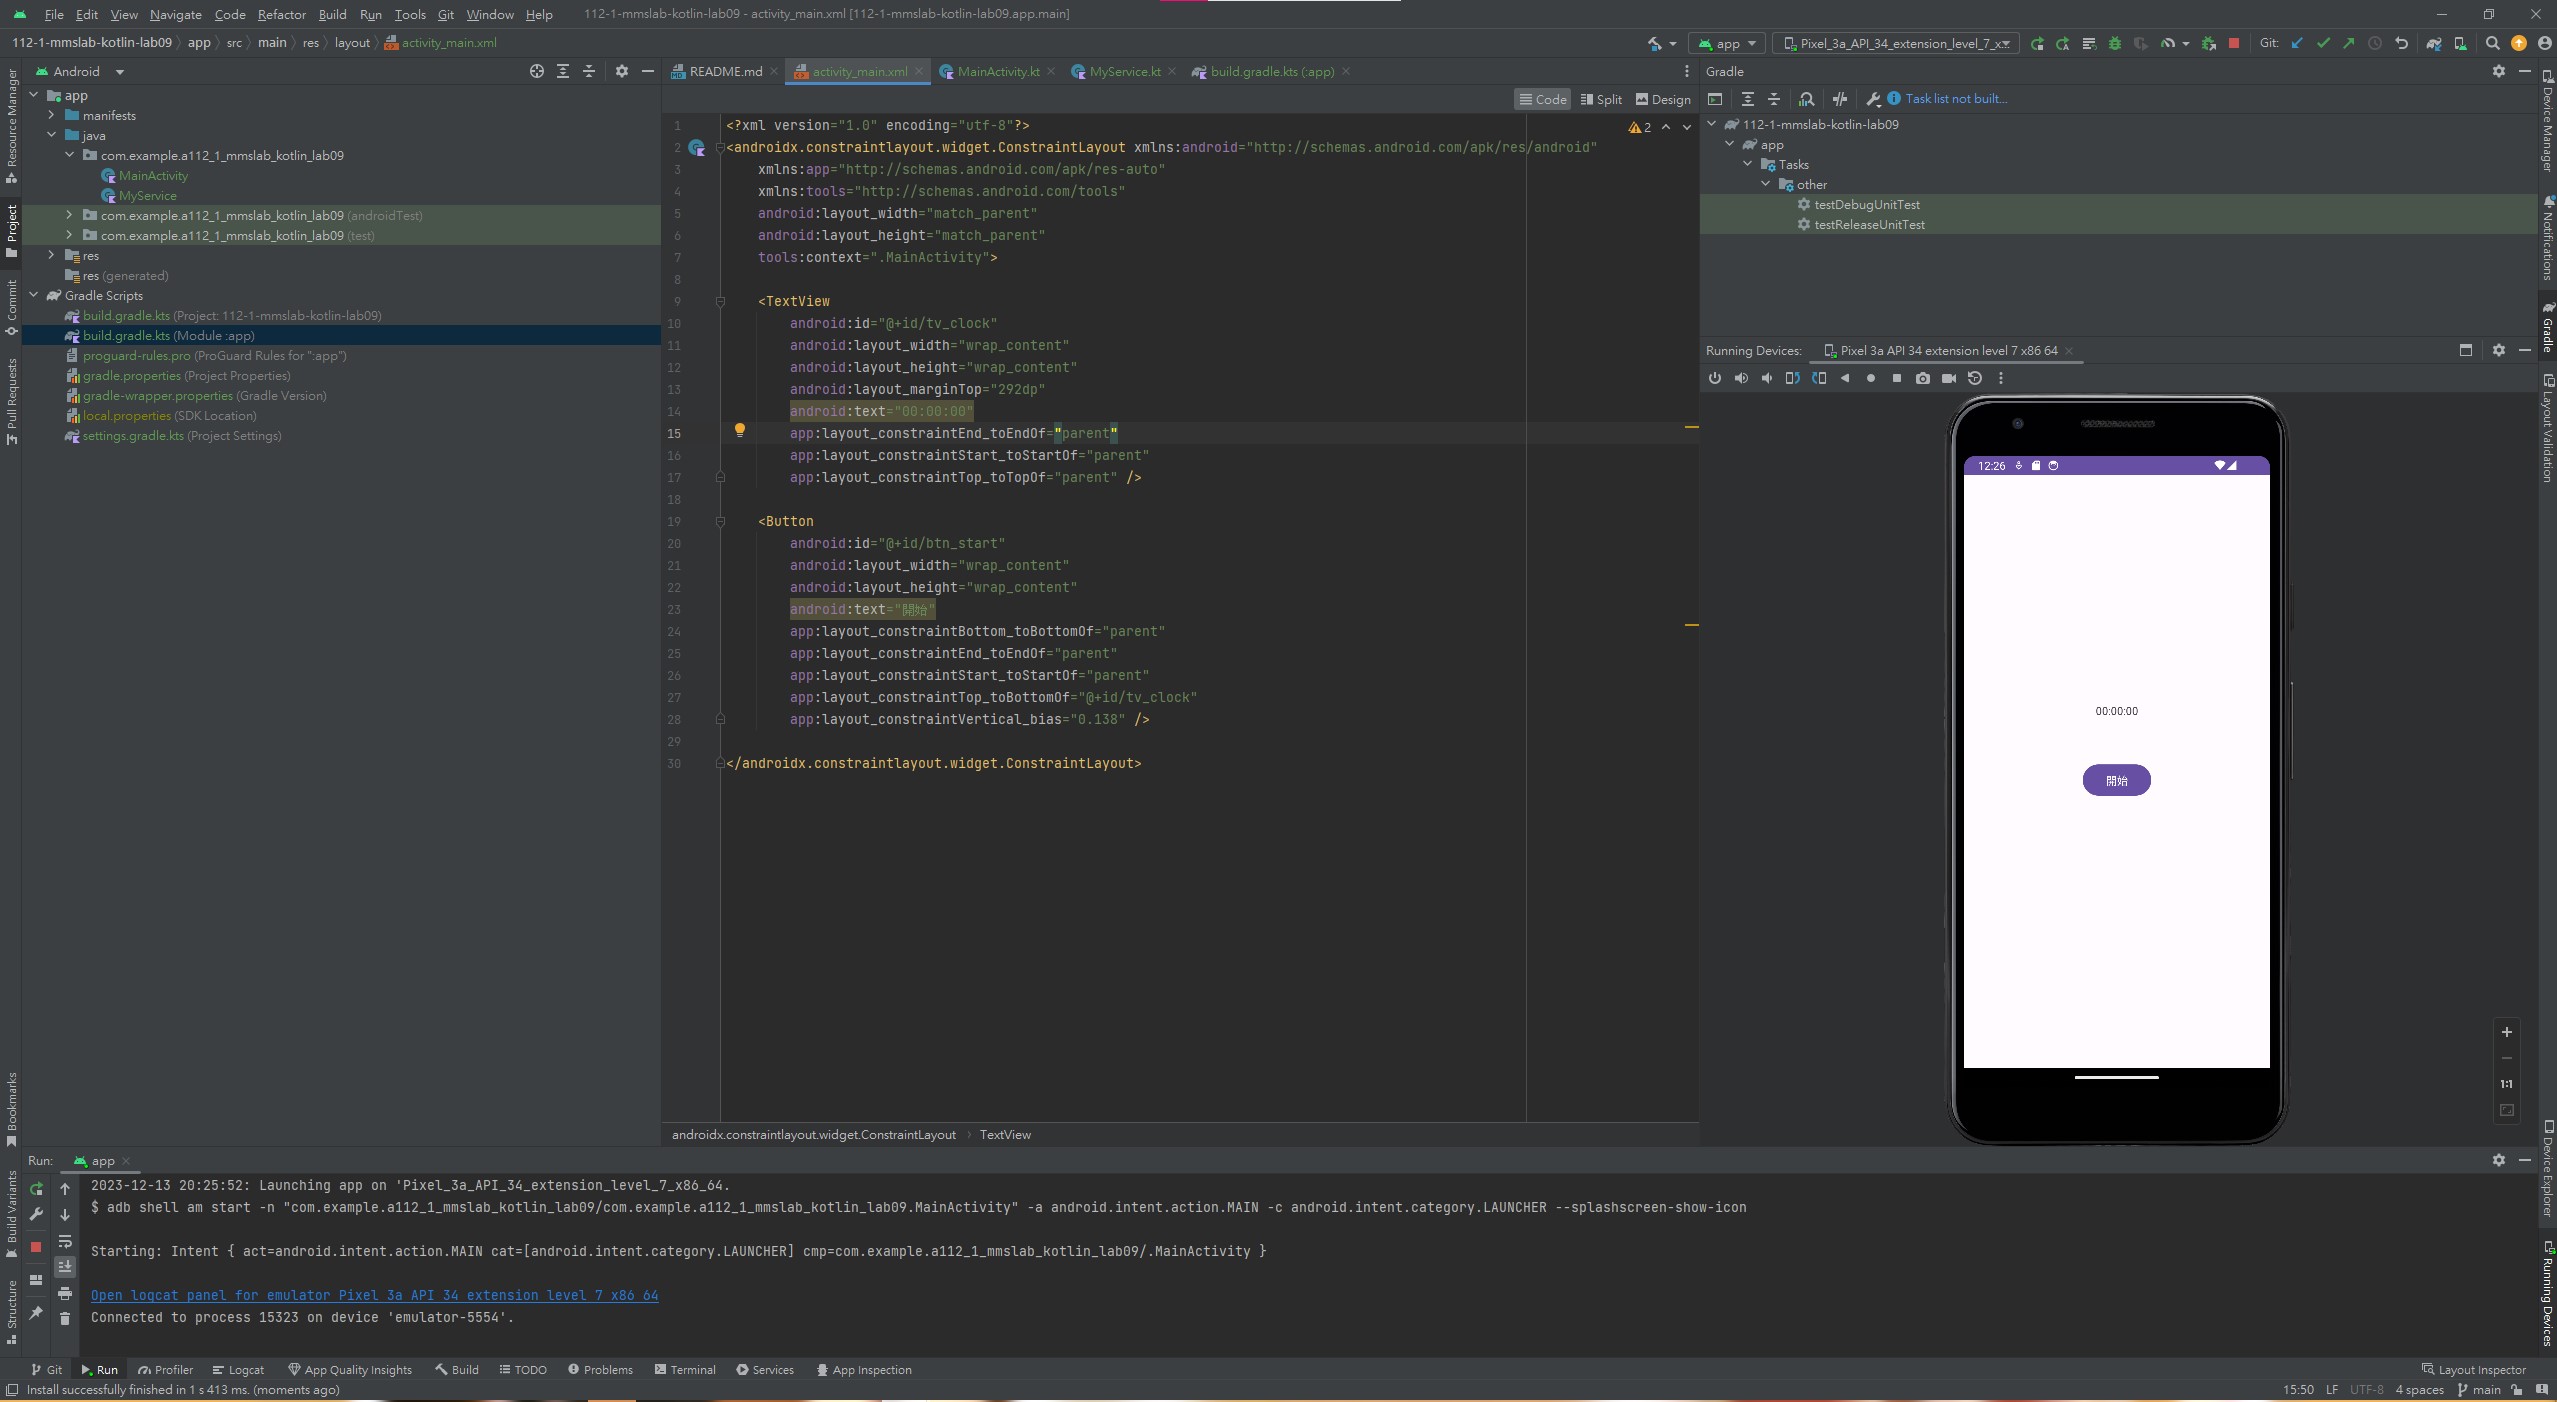 File Edit View Navigate Code Refactor Build Run Tools Git Window Help 112-1-mmslab-kotlin-lab09 - activity_main.xml [112-1-mmslab-kotlin-lab09.app.main]
112-1-mmslab-kotlin-lab09 app src main res layout activity_main.xml
app Pixel_3a_API_34_extension_level_7_x... Git:
Android
README.md activity_main.xml MainActivity.kt MyService.kt build.gradle.kts (:app)
Gradle
Code Split Design
Task list not built...
Resource Manager
Project
Commit
Pull Requests
Bookmarks
Build Variants
Structure
app
manifests
java
com.example.a112_1_mmslab_kotlin_lab09
MainActivity
MyService
com.example.a112_1_mmslab_kotlin_lab09 (androidTest)
com.example.a112_1_mmslab_kotlin_lab09 (test)
res
res (generated)
Gradle Scripts
build.gradle.kts (Project: 112-1-mmslab-kotlin-lab09)
build.gradle.kts (Module :app)
proguard-rules.pro (ProGuard Rules for ":app")
gradle.properties (Project Properties)
gradle-wrapper.properties (Gradle Version)
local.properties (SDK Location)
settings.gradle.kts (Project Settings)
2
1 <?xml version="1.0" encoding="utf-8"?>
2 <androidx.constraintlayout.widget.ConstraintLayout xmlns:android="http://schemas.android.com/apk/res/android"
3 xmlns:app="http://schemas.android.com/apk/res-auto"
4 xmlns:tools="http://schemas.android.com/tools"
5 android:layout_width="match_parent"
6 android:layout_height="match_parent"
7 tools:context=".MainActivity">
8
9 <TextView
10 android:id="@+id/tv_clock"
11 android:layout_width="wrap_content"
12 android:layout_height="wrap_content"
13 android:layout_marginTop="292dp"
14 android:text="00:00:00"
15 app:layout_constraintEnd_toEndOf="parent"
16 app:layout_constraintStart_toStartOf="parent"
17 app:layout_constraintTop_toTopOf="parent" />
18
19 <Button
20 android:id="@+id/btn_start"
21 android:layout_width="wrap_content"
22 android:layout_height="wrap_content"
23 android:text="開始"
24 app:layout_constraintBottom_toBottomOf="parent"
25 app:layout_constraintEnd_toEndOf="parent"
26 app:layout_constraintStart_toStartOf="parent"
27 app:layout_constraintTop_toBottomOf="@+id/tv_clock"
28 app:layout_constraintVertical_bias="0.138" />
29
30 </androidx.constraintlayout.widget.ConstraintLayout>
androidx.constraintlayout.widget.ConstraintLayout TextView
112-1-mmslab-kotlin-lab09
app
Tasks
other
testDebugUnitTest
testReleaseUnitTest
Running Devices: Pixel 3a API 34 extension level 7 x86 64
12:26
00:00:00
開始
1:1
Device Manager
Notifications
Gradle
Layout Validation
Device Explorer
Running Devices
Run: app
2023-12-13 20:25:52: Launching app on 'Pixel_3a_API_34_extension_level_7_x86_64.
$ adb shell am start -n "com.example.a112_1_mmslab_kotlin_lab09/com.example.a112_1_mmslab_kotlin_lab09.MainActivity" -a android.intent.action.MAIN -c android.intent.category.LAUNCHER --splashscreen-show-icon
Starting: Intent { act=android.intent.action.MAIN cat=[android.intent.category.LAUNCHER] cmp=com.example.a112_1_mmslab_kotlin_lab09/.MainActivity }
Open logcat panel for emulator Pixel 3a API 34 extension level 7 x86 64
Connected to process 15323 on device 'emulator-5554'.
Git Run Profiler Logcat App Quality Insights Build TODO Problems Terminal Services App Inspection Layout Inspector
Install successfully finished in 1 s 413 ms. (moments ago) 15:50 LF UTF-8 4 spaces main